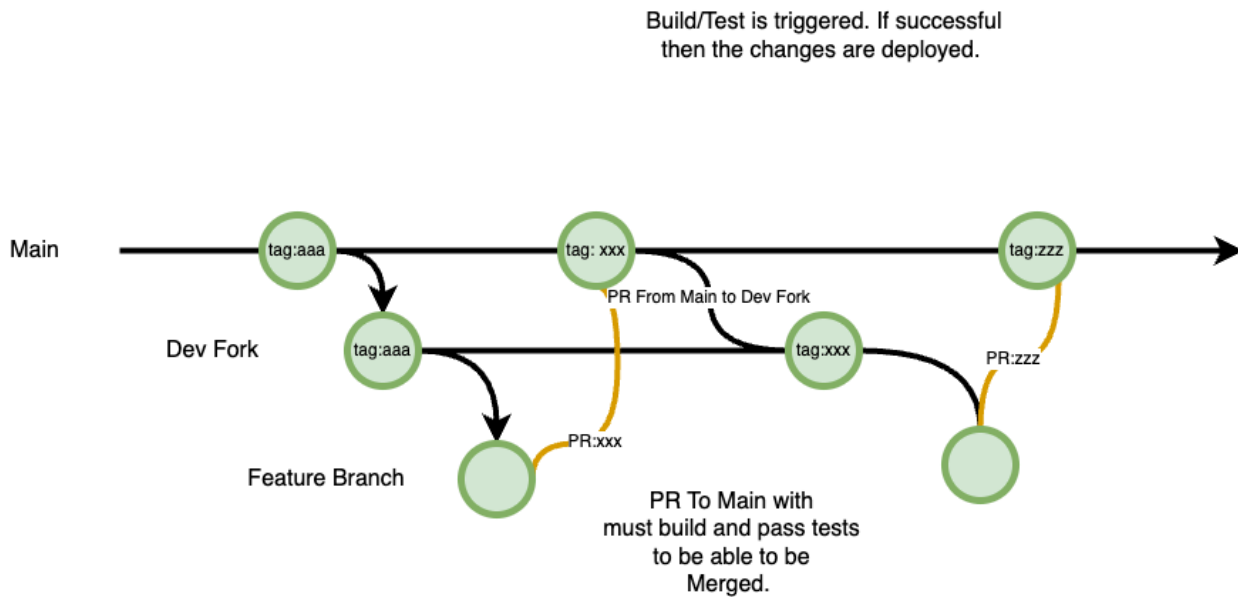 Build/Test is triggered. If successful
then the changes are deployed.
Main
tag:aaa
tag: xxx
tag:zzz
PR From Main to Dev Fork
Dev Fork
tag:aaa
tag:xxx
PR:zzz
PR:xxx
Feature Branch
PR To Main with
must build and pass tests
to be able to be
Merged.